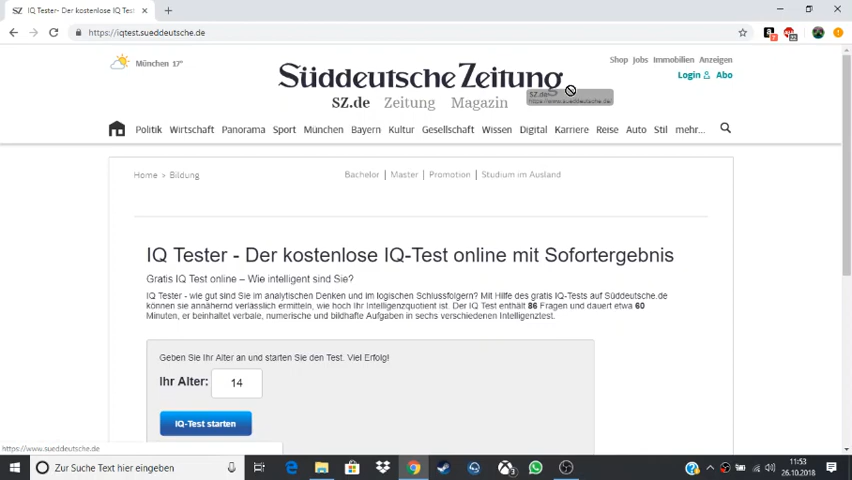 SZ IQ Tester- Der kostenlose IQ-Test
https://iqtest.sueddeutsche.de
München 17°
Shop Jobs Immobilien Anzeigen
Süddeutsche Zeitung
Login Abo
SZ.de
https://www.sueddeutsche.de/
SZ.de Zeitung Magazin
Politik Wirtschaft Panorama Sport München Bayern Kultur Gesellschaft Wissen Digital Karriere Reise Auto Stil mehr...
Home > Bildung
Bachelor | Master | Promotion | Studium im Ausland
IQ Tester - Der kostenlose IQ-Test online mit Sofortergebnis
Gratis IQ Test online – Wie intelligent sind Sie?
IQ Tester - wie gut sind Sie im analytischen Denken und im logischen Schlussfolgern? Mit Hilfe des gratis IQ-Tests auf Süddeutsche.de
können sie annähernd verlässlich ermitteln, wie hoch Ihr Intelligenzquotient ist. Der IQ Test enthält 86 Fragen und dauert etwa 60
Minuten, er beinhaltet verbale, numerische und bildhafte Aufgaben in sechs verschiedenen Intelligenztest.
Geben Sie Ihr Alter an und starten Sie den Test. Viel Erfolg!
Ihr Alter: 14
IQ-Test starten
https://www.sueddeutsche.de
Zur Suche Text hier eingeben
11:53
26.10.2018